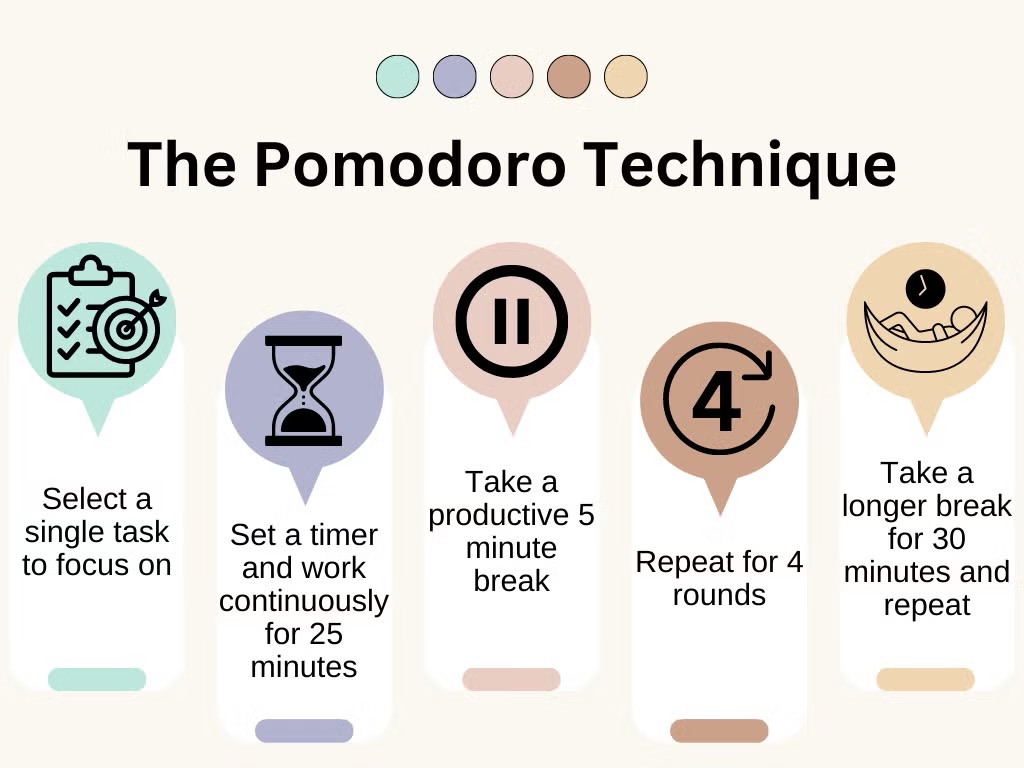 The Pomodoro Technique
Select a
single task
to focus on
Set a timer
and work
continuously
for 25
minutes
Take a
productive 5
minute
break
4
Repeat for 4
rounds
Take a
longer break
for 30
minutes and
repeat